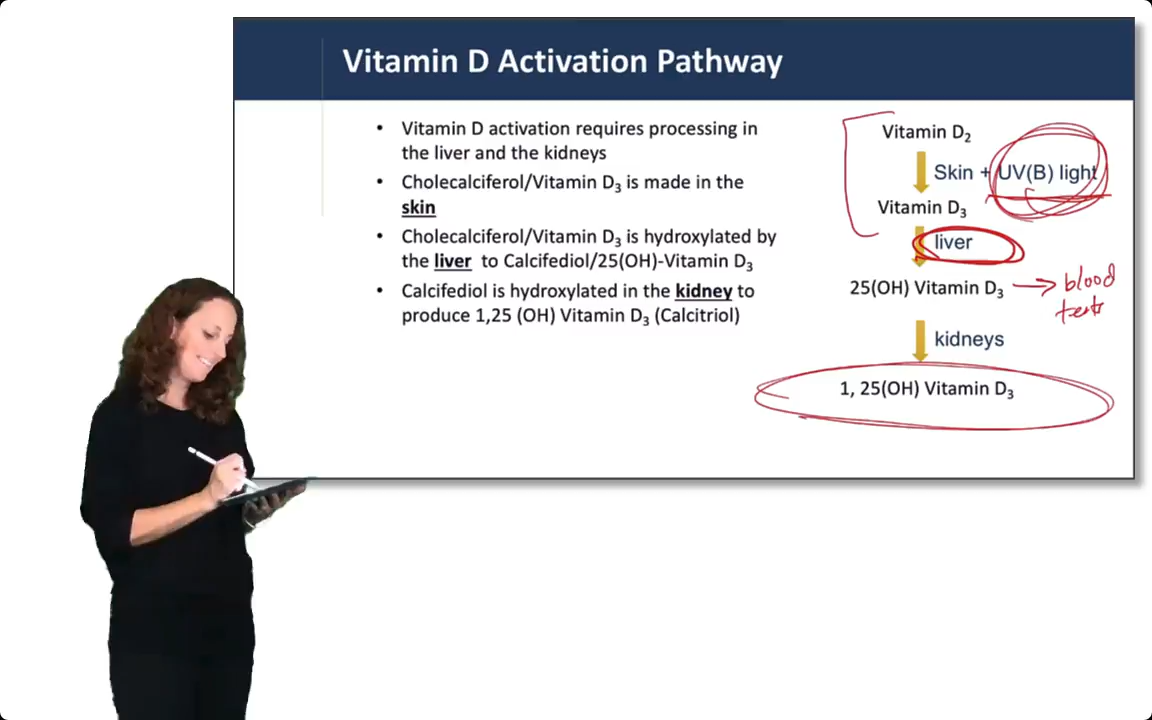 Vitamin D Activation Pathway
• Vitamin D activation requires processing in
the liver and the kidneys
• Cholecalciferol/Vitamin D₃ is made in the
skin
• Cholecalciferol/Vitamin D₃ is hydroxylated by
the liver to Calcifediol/25(OH)-Vitamin D₃
• Calcifediol is hydroxylated in the kidney to
produce 1,25 (OH) Vitamin D₃ (Calcitriol)
Vitamin D₂
Skin + UV(B) light
Vitamin D₃
liver
25(OH) Vitamin D₃
blood
kidneys
1, 25(OH) Vitamin D₃